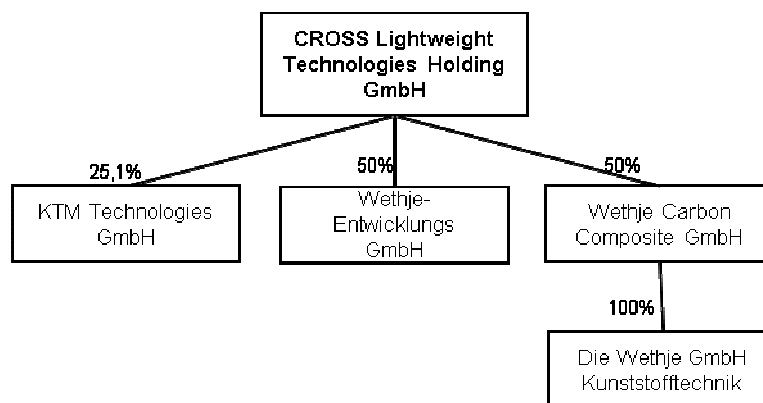 CROSS Lightweight
Technologies Holding
GmbH
25,1%
50%
50%
KTM Technologies
GmbH
Wethje-
Entwicklungs
GmbH
Wethje Carbon
Composite GmbH
100%
Die Wethje GmbH
Kunststofftechnik